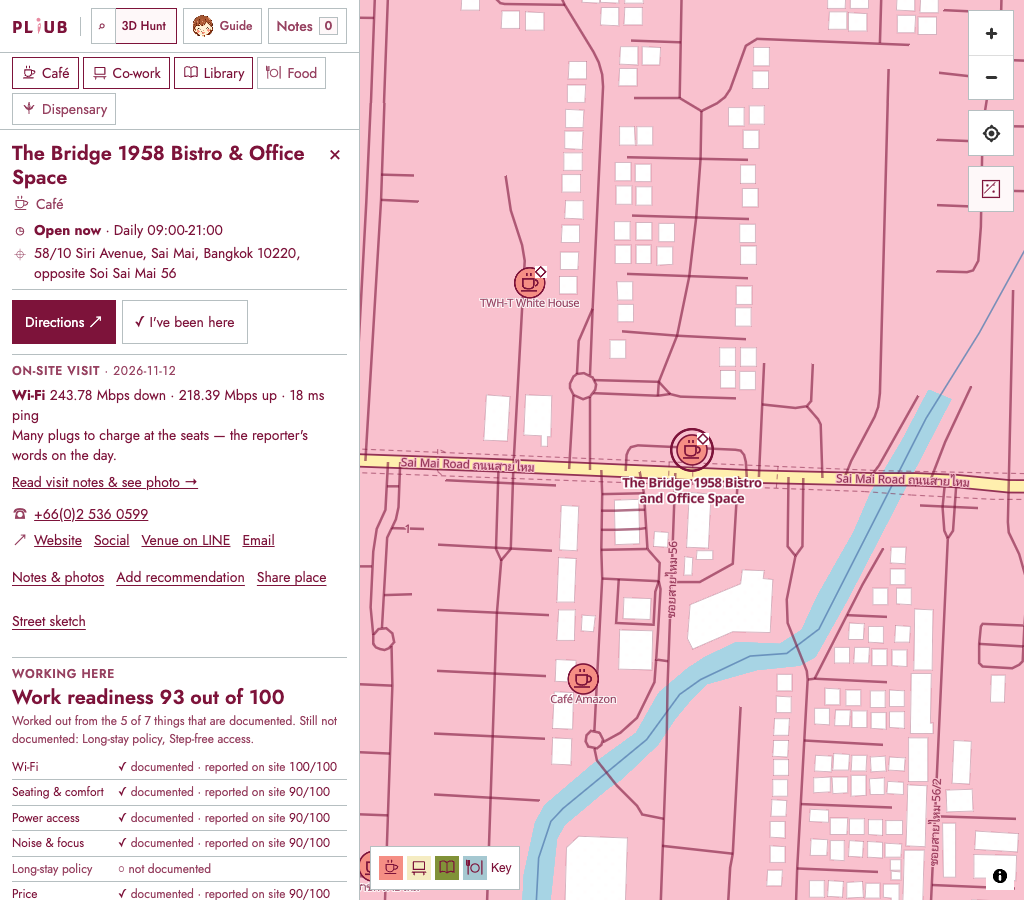 PLUB
3D Hunt
Guide
Notes 0
Café
Co-work
Library
Food
Dispensary
The Bridge 1958 Bistro & Office
Space
Café
Open now · Daily 09:00-21:00
58/10 Siri Avenue, Sai Mai, Bangkok 10220,
opposite Soi Sai Mai 56
Directions ↗
✓ I've been here
ON-SITE VISIT · 2026-11-12
Wi-Fi 243.78 Mbps down · 218.39 Mbps up · 18 ms
ping
Many plugs to charge at the seats — the reporter's
words on the day.
Read visit notes & see photo →
☎ +66(0)2 536 0599
↗ Website Social Venue on LINE Email
Notes & photos Add recommendation Share place
Street sketch
WORKING HERE
Work readiness 93 out of 100
Worked out from the 5 of 7 things that are documented. Still not
documented: Long-stay policy, Step-free access.
Wi-Fi ✓ documented · reported on site 100/100
Seating & comfort ✓ documented · reported on site 90/100
Power access ✓ documented · reported on site 90/100
Noise & focus ✓ documented · reported on site 90/100
Long-stay policy ○ not documented
Price ✓ documented · reported on site 90/100
TWH-T White House
Sai Mai Road ถนนสายไหม
The Bridge 1958 Bistro
and Office Space
Sai Mai Road ถนนสายไหม
1
ซอยสายไหม 56
Café Amazon
ซอยสายไหม 56/2
Key